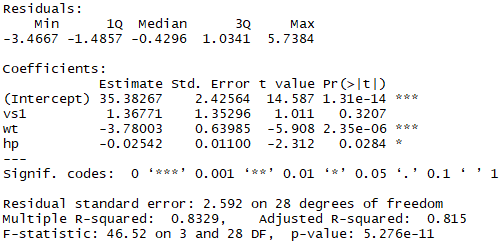 Residuals:
    Min      1Q  Median      3Q     Max
-3.4667 -1.4857 -0.4296  1.0341  5.7384

Coefficients:
            Estimate Std. Error t value Pr(>|t|)
(Intercept) 35.38267    2.42564  14.587 1.31e-14 ***
vs1          1.36771    1.35296   1.011   0.3207
wt          -3.78003    0.63985  -5.908 2.35e-06 ***
hp          -0.02542    0.01100  -2.312   0.0284 *
---
Signif. codes:  0 ‘***’ 0.001 ‘**’ 0.01 ‘*’ 0.05 ‘.’ 0.1 ‘ ’ 1

Residual standard error: 2.592 on 28 degrees of freedom
Multiple R-squared:  0.8329,    Adjusted R-squared:  0.815
F-statistic: 46.52 on 3 and 28 DF,  p-value: 5.276e-11